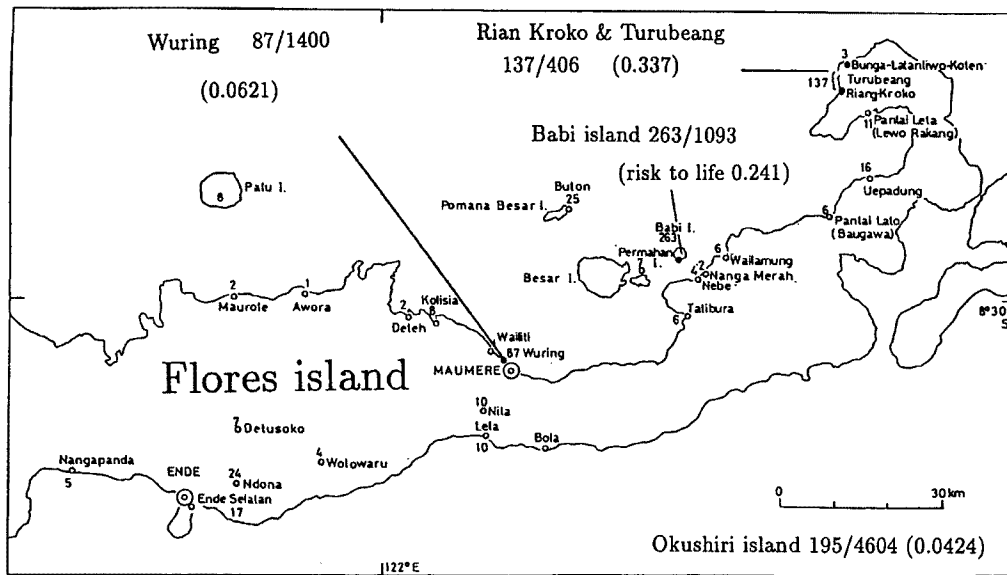 Wuring 87/1400
(0.0621)
Rian Kroko & Turubeang
137/406 (0.337)
Babi island 263/1093
(risk to life 0.241)
3
Bunga-Latanliwo-Koten
137
Turubeang
Riang-Kroko
11
Pantai Leta
(Lewo Rakang)
16
Uepadung
6
Pantai Lato
(Baugawa)
Palu I.
8
Buton
25
Pomana Besar I.
Babi I.
263
Permahan
I.
Besar I.
6
Wailamung
4 2
Nanga Merah
Nebe
6
Talibura
8°30
S
2
Maurole
1
Awora
2
Deleh
Kolisia
8
Wailiti
87 Wuring
MAUMERE
Flores island
10
Nila
Lela
10
Bola
7
Detusoko
4
Wolowaru
Nangapanda
5
ENDE
24
Ndona
Ende Selatan
17
0 30km
Okushiri island 195/4604 (0.0424)
122°E